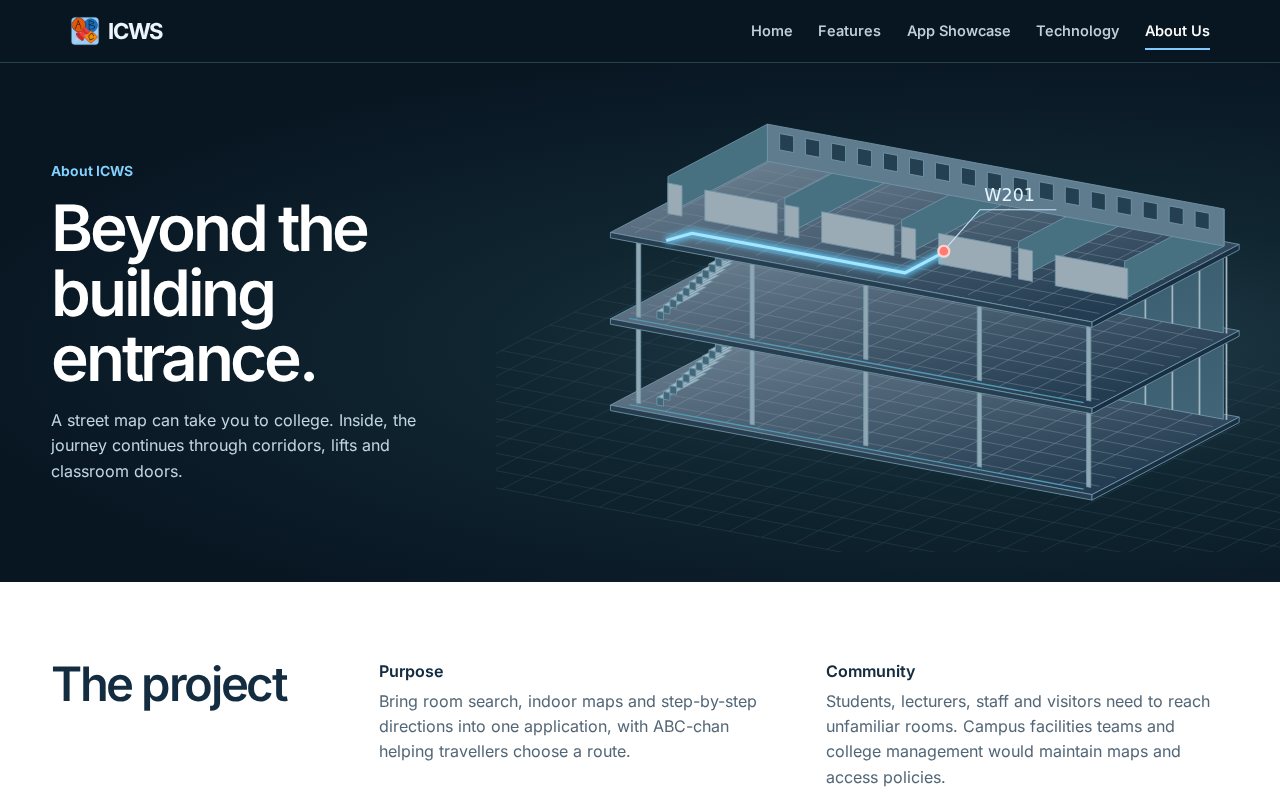 A B C ICWS
Home Features App Showcase Technology About Us
About ICWS
Beyond the
building
entrance.
A street map can take you to college. Inside, the
journey continues through corridors, lifts and
classroom doors.
W201
The project
Purpose
Bring room search, indoor maps and step-by-step
directions into one application, with ABC-chan
helping travellers choose a route.
Community
Students, lecturers, staff and visitors need to reach
unfamiliar rooms. Campus facilities teams and
college management would maintain maps and
access policies.